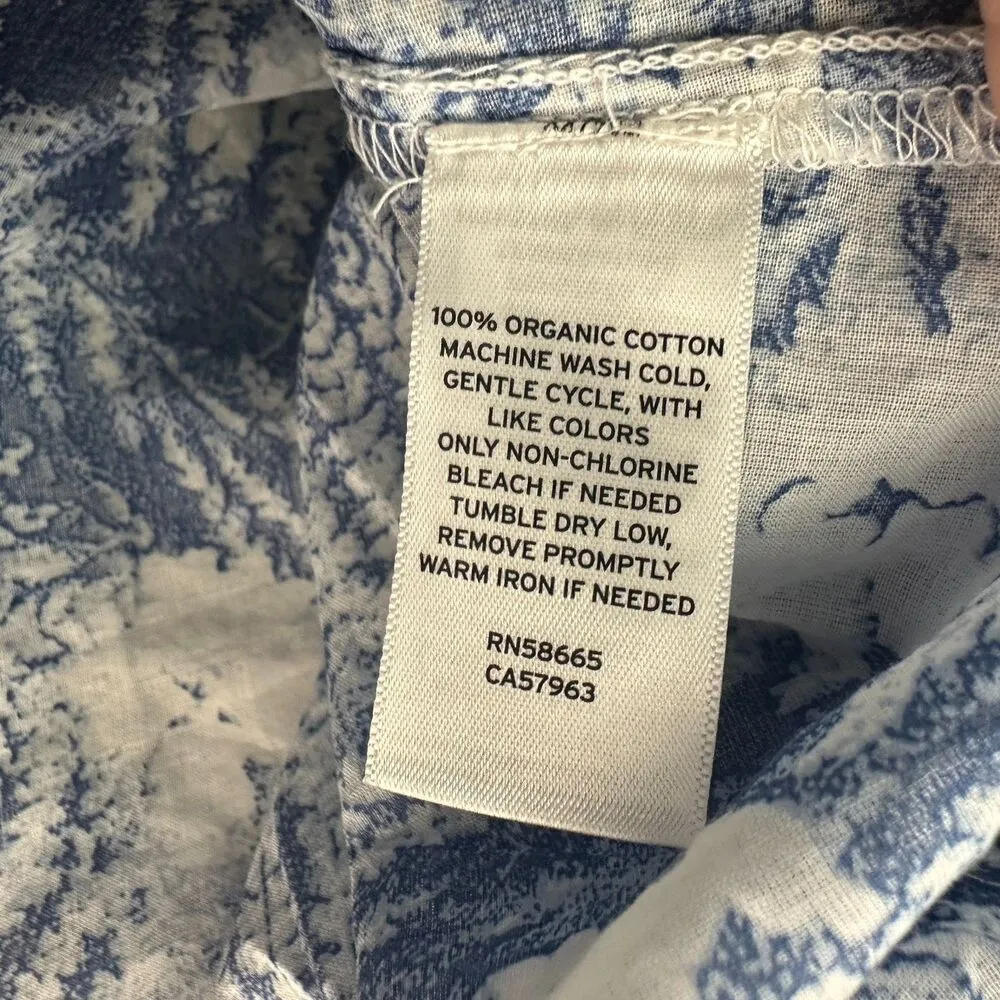 100% ORGANIC COTTON
MACHINE WASH COLD,
GENTLE CYCLE, WITH
LIKE COLORS
ONLY NON-CHLORINE
BLEACH IF NEEDED
TUMBLE DRY LOW,
REMOVE PROMPTLY
WARM IRON IF NEEDED
RN58665
CA57963